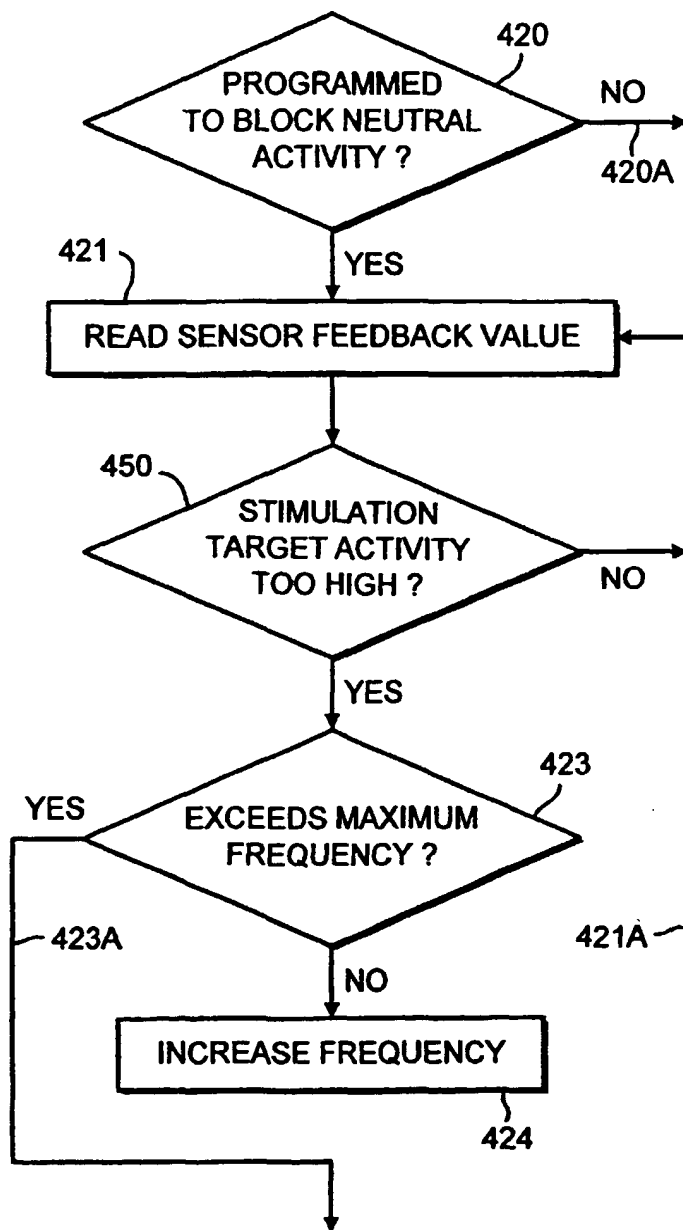 420
PROGRAMMED
TO BLOCK NEUTRAL
ACTIVITY ?
NO
420A
YES
421
READ SENSOR FEEDBACK VALUE
450
STIMULATION
TARGET ACTIVITY
TOO HIGH ?
NO
YES
423
YES
EXCEEDS MAXIMUM
FREQUENCY ?
423A
421A
NO
INCREASE FREQUENCY
424